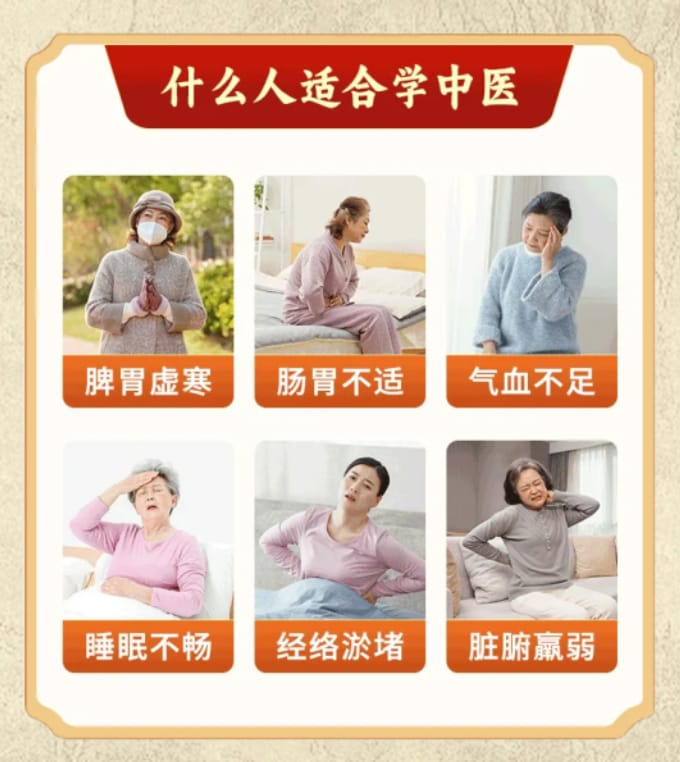 什么人适合学中医
脾胃虚寒
肠胃不适
气血不足
睡眠不畅
经络淤堵
脏腑羸弱